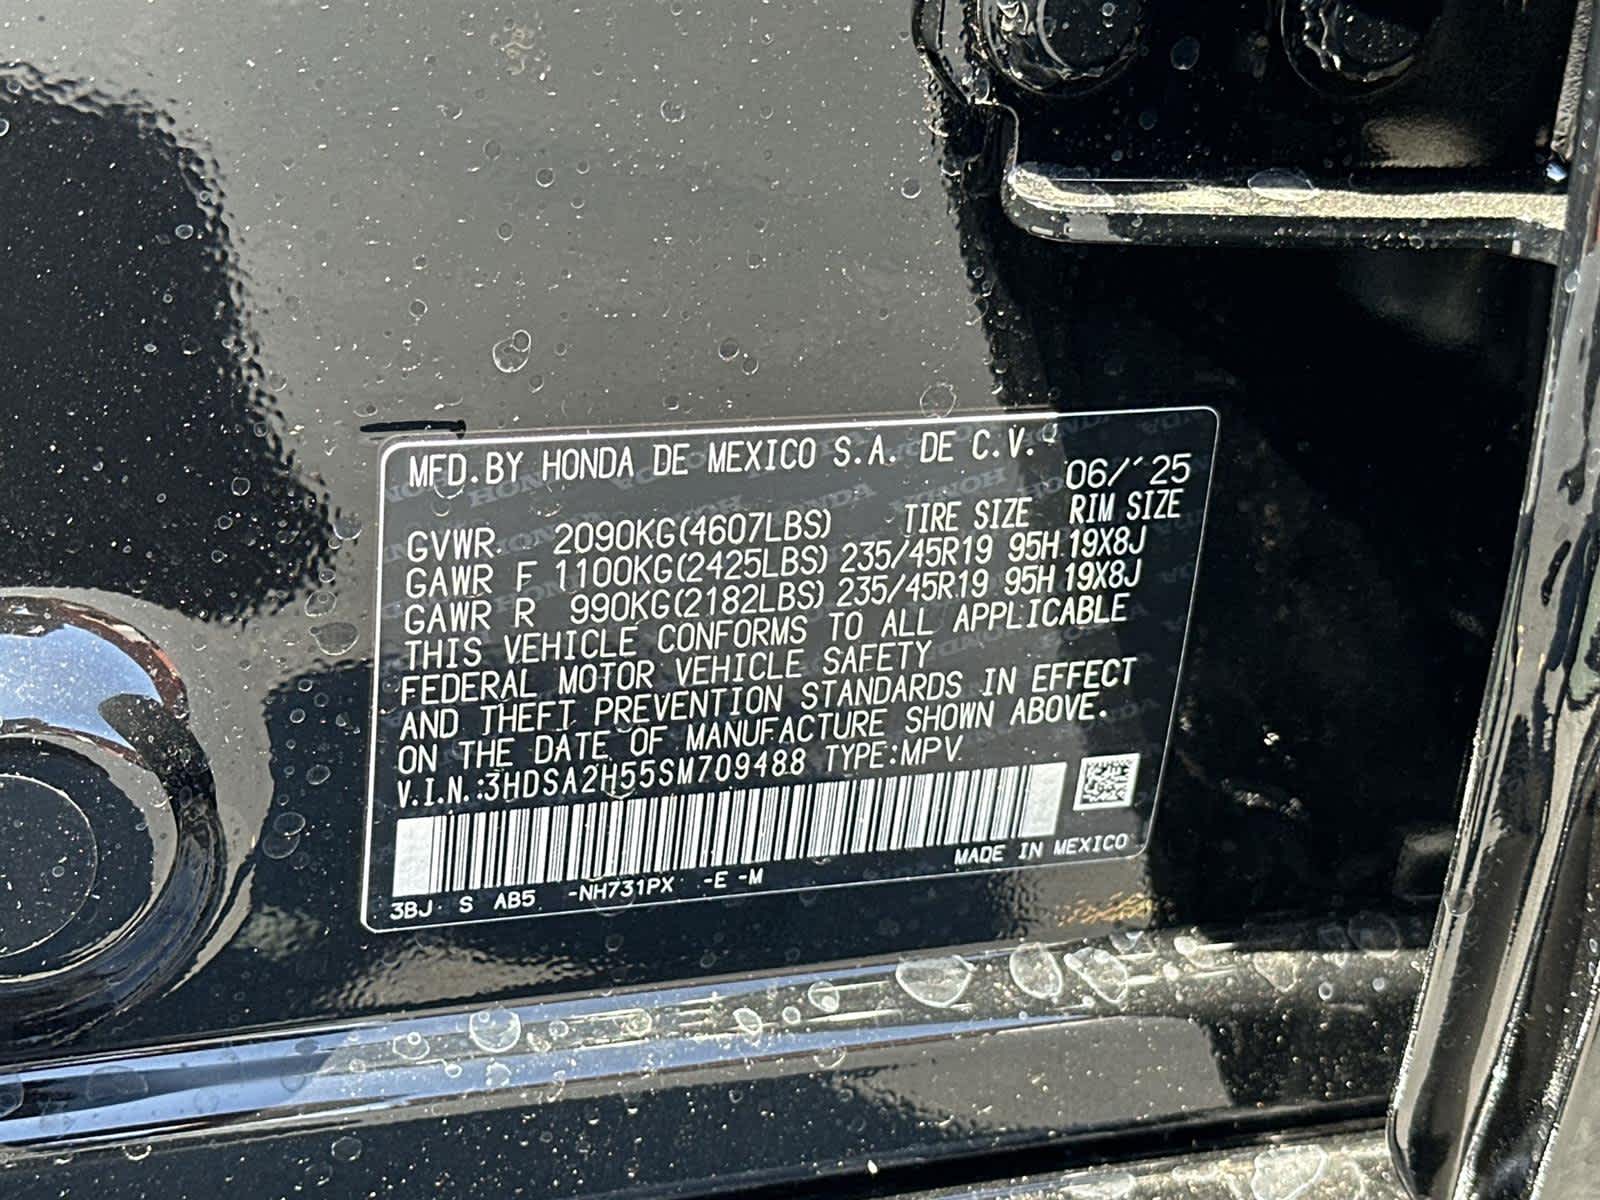 MFD. BY HONDA DE MEXICO S.A. DE C.V.
06/'25
GVWR 2090KG(4607LBS) TIRE SIZE RIM SIZE
GAWR F 1100KG(2425LBS) 235/45R19 95H 19X8J
GAWR R 990KG(2182LBS) 235/45R19 95H 19X8J
THIS VEHICLE CONFORMS TO ALL APPLICABLE
FEDERAL MOTOR VEHICLE SAFETY
AND THEFT PREVENTION STANDARDS IN EFFECT
ON THE DATE OF MANUFACTURE SHOWN ABOVE.
V.I.N.:3HDSA2H55SM709488 TYPE:MPV
MADE IN MEXICO
3BJ S AB5 -NH731PX -E -M